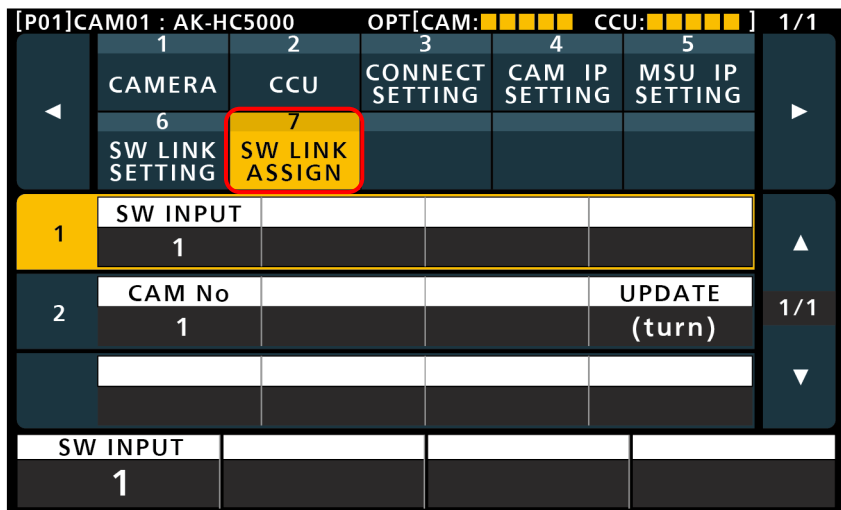 [P01]CAM01 : AK-HC5000 OPT[CAM: CCU: ] 1/1
1 2 3 4 5
CAMERA CCU CONNECT SETTING CAM IP SETTING MSU IP SETTING
6 7
SW LINK SETTING SW LINK ASSIGN
1 SW INPUT
1
2 CAM No UPDATE
1 (turn)
1/1
SW INPUT
1